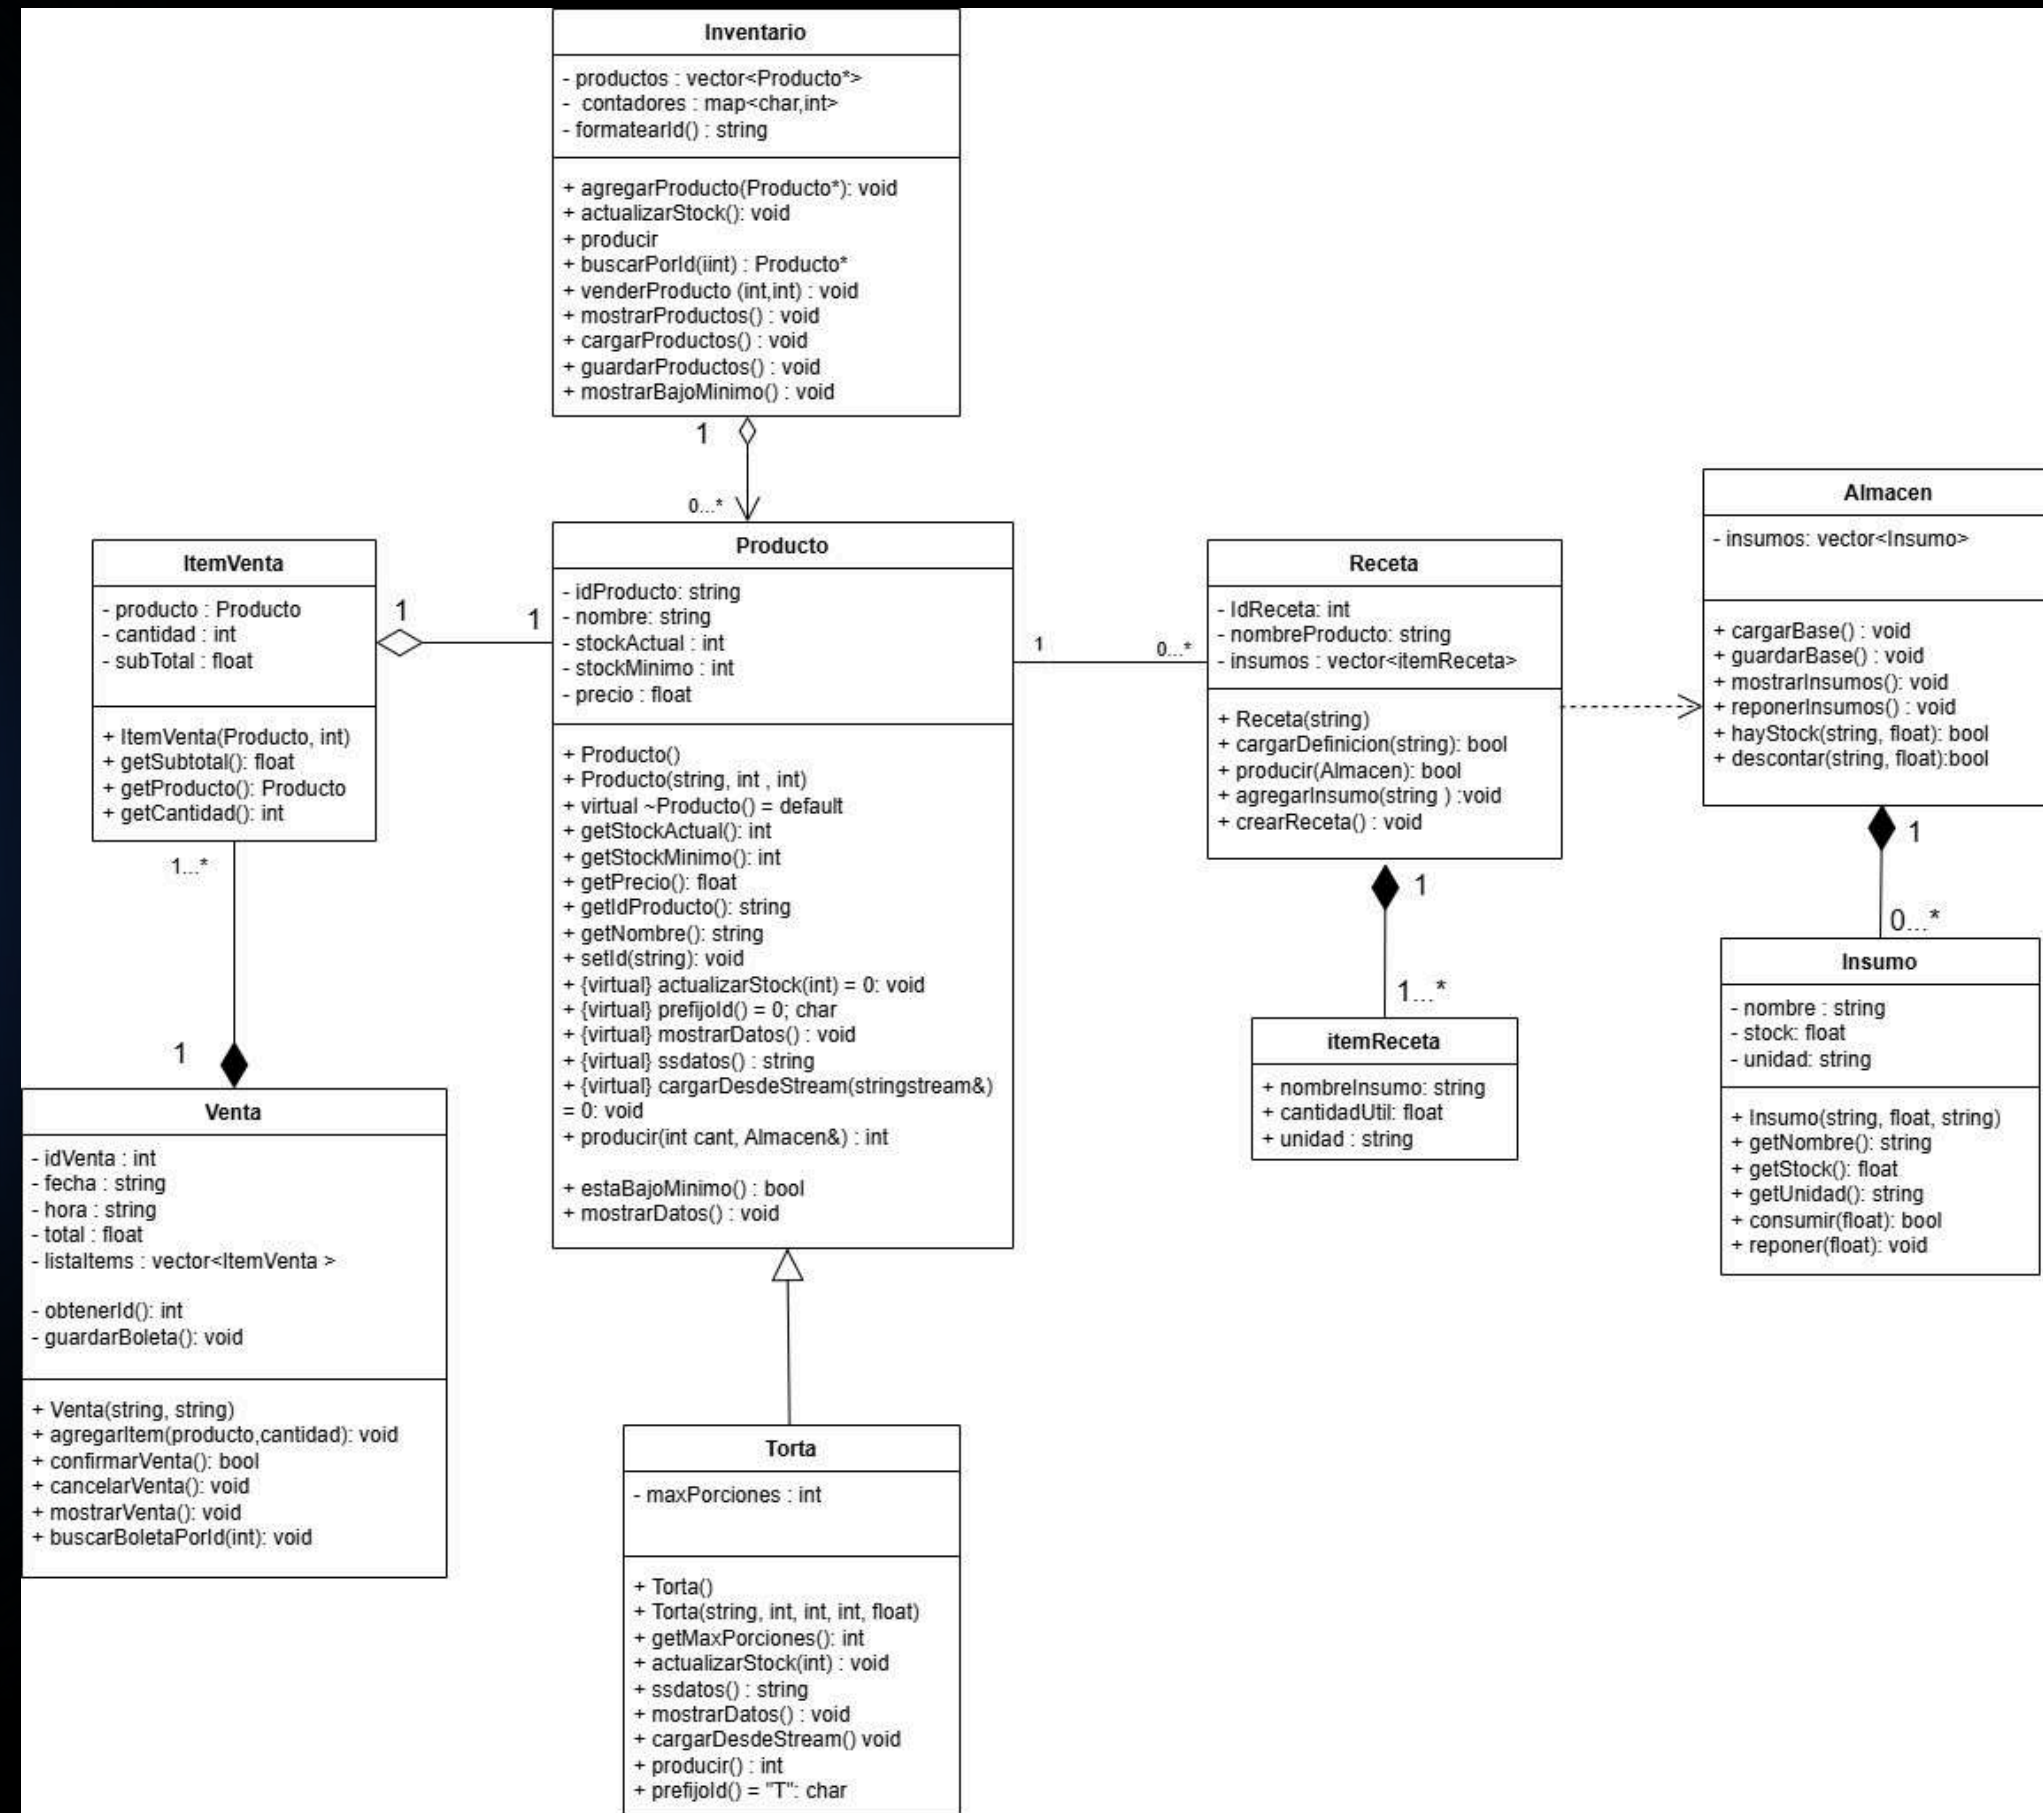 Inventario
- productos : vector<Producto*>
- contadores : map<char,int>
- formatearId() : string
+ agregarProducto(Producto*): void
+ actualizarStock(): void
+ producir
+ buscarPorId(iint) : Producto*
+ venderProducto (int,int) : void
+ mostrarProductos() : void
+ cargarProductos() : void
+ guardarProductos() : void
+ mostrarBajoMinimo() : void
1
0...*
ItemVenta
- producto : Producto
- cantidad : int
- subTotal : float
+ ItemVenta(Producto, int)
+ getSubtotal(): float
+ getProducto(): Producto
+ getCantidad(): int
1
1
1...*
1
Producto
- idProducto: string
- nombre: string
- stockActual : int
- stockMinimo : int
- precio : float
+ Producto()
+ Producto(string, int , int)
+ virtual ~Producto() = default
+ getStockActual(): int
+ getStockMinimo(): int
+ getPrecio(): float
+ getIdProducto(): string
+ getNombre(): string
+ setId(string): void
+ {virtual} actualizarStock(int) = 0: void
+ {virtual} prefijoId() = 0; char
+ {virtual} mostrarDatos() : void
+ {virtual} ssdatos() : string
+ {virtual} cargarDesdeStream(stringstream&)
= 0: void
+ producir(int cant, Almacen&) : int
+ estaBajoMinimo() : bool
+ mostrarDatos() : void
1
0...*
Receta
- IdReceta: int
- nombreProducto: string
- insumos : vector<itemReceta>
+ Receta(string)
+ cargarDefinicion(string): bool
+ producir(Almacen): bool
+ agregarInsumo(string ) :void
+ crearReceta() : void
1
1...*
itemReceta
+ nombreInsumo: string
+ cantidadUtil: float
+ unidad : string
Almacen
- insumos: vector<Insumo>
+ cargarBase() : void
+ guardarBase() : void
+ mostrarInsumos(): void
+ reponerInsumos() : void
+ hayStock(string, float): bool
+ descontar(string, float):bool
1
0...*
Insumo
- nombre : string
- stock: float
- unidad: string
+ Insumo(string, float, string)
+ getNombre(): string
+ getStock(): float
+ getUnidad(): string
+ consumir(float): bool
+ reponer(float): void
Venta
- idVenta : int
- fecha : string
- hora : string
- total : float
- listaItems : vector<ItemVenta >
- obtenerId(): int
- guardarBoleta(): void
+ Venta(string, string)
+ agregarItem(producto,cantidad): void
+ confirmarVenta(): bool
+ cancelarVenta(): void
+ mostrarVenta(): void
+ buscarBoletaPorId(int): void
Torta
- maxPorciones : int
+ Torta()
+ Torta(string, int, int, int, float)
+ getMaxPorciones(): int
+ actualizarStock(int) : void
+ ssdatos() : string
+ mostrarDatos() : void
+ cargarDesdeStream() void
+ producir() : int
+ prefijoId() = "T": char